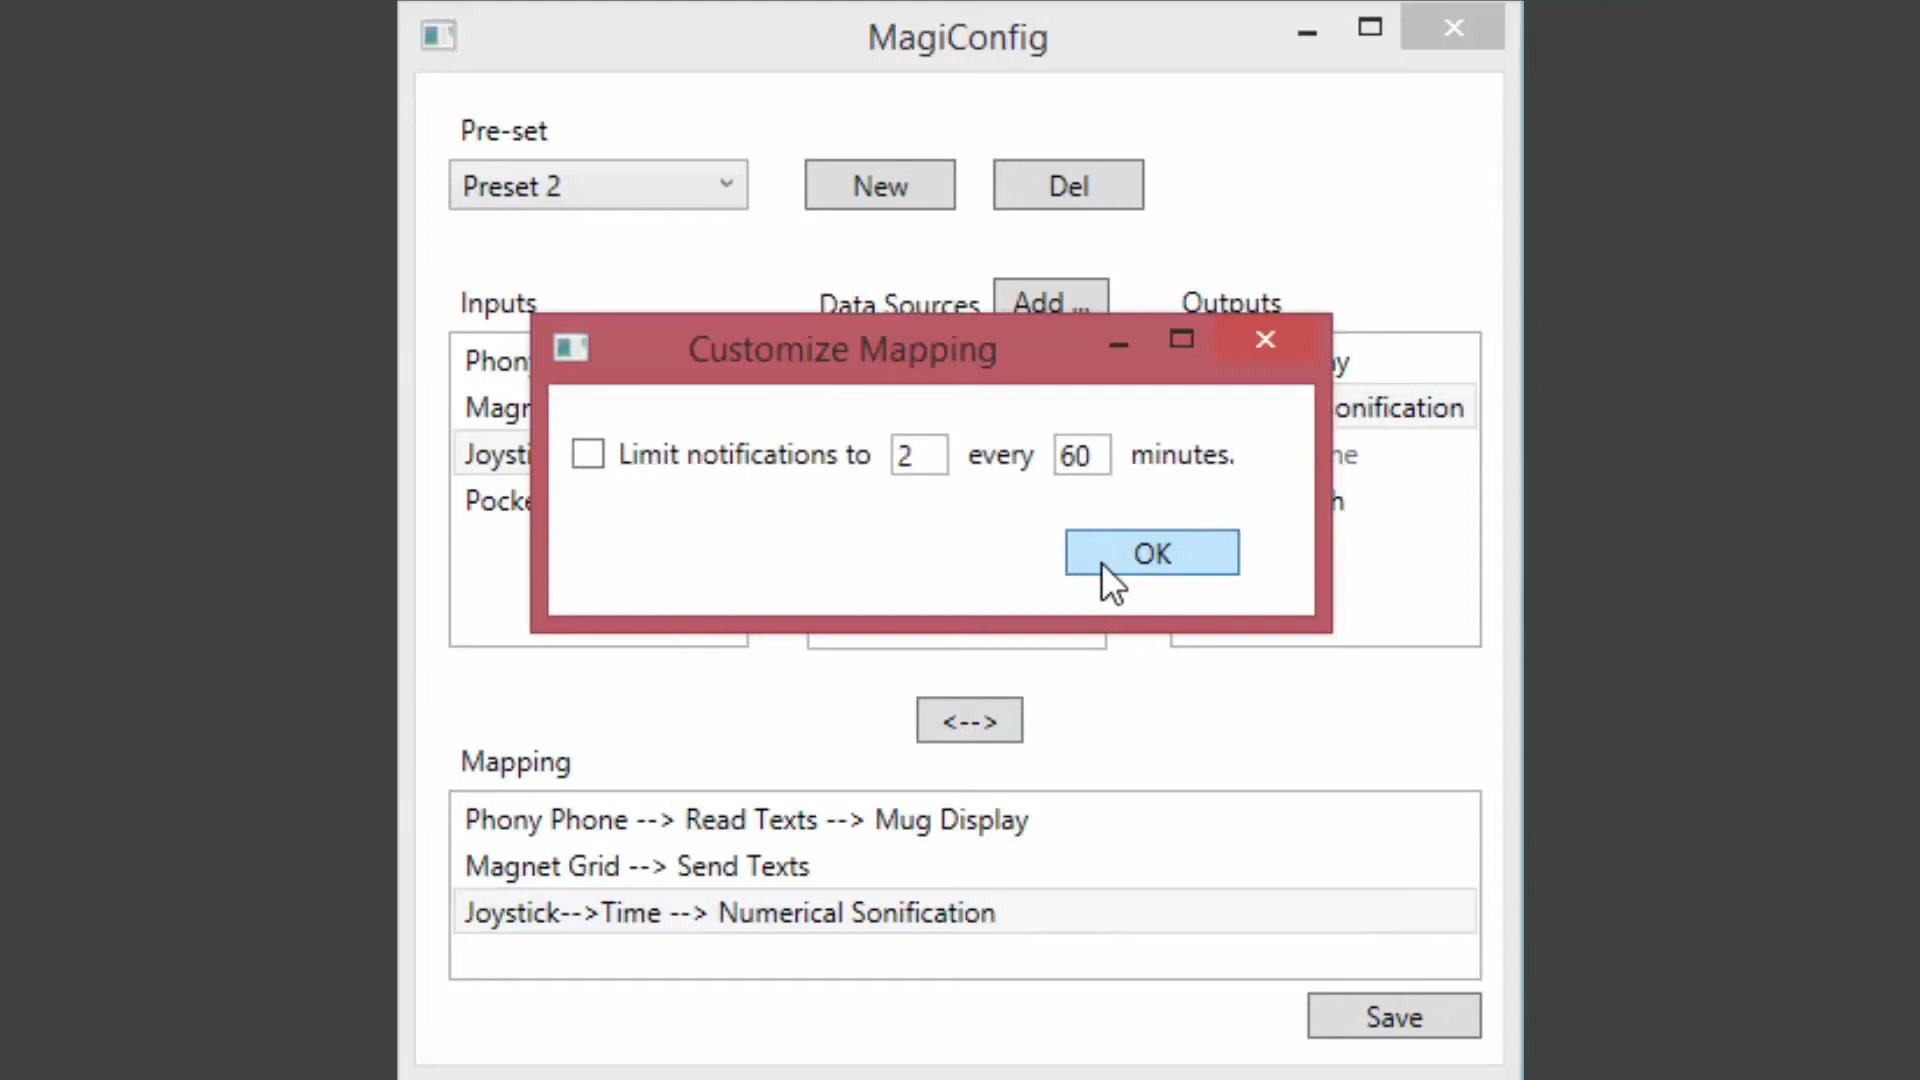 MagiConfig
Pre-set
Preset 2
New
Del
Inputs
Data Sources
Add ...
Outputs
Customize Mapping
Limit notifications to 2 every 60 minutes.
OK
<-->
Mapping
Phony Phone --> Read Texts --> Mug Display
Magnet Grid --> Send Texts
Joystick-->Time --> Numerical Sonification
Save